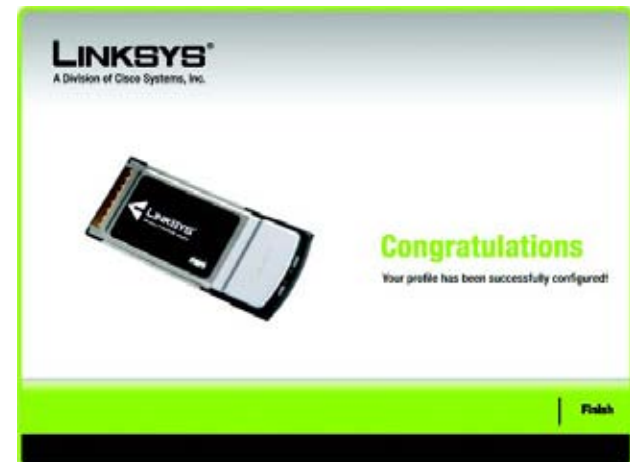 LINKSYS®
A Division of Cisco Systems, Inc.
LINKSYS
Congratulations
Your profile has been successfully configured!
Finish